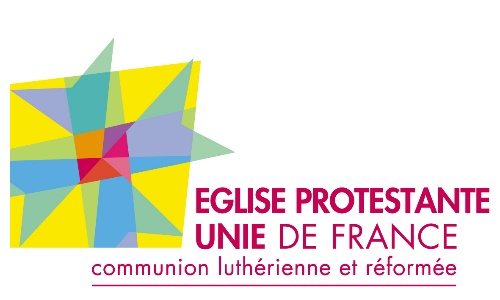 EGLISE PROTESTANTE
UNIE DE FRANCE
communion luthérienne et réformée